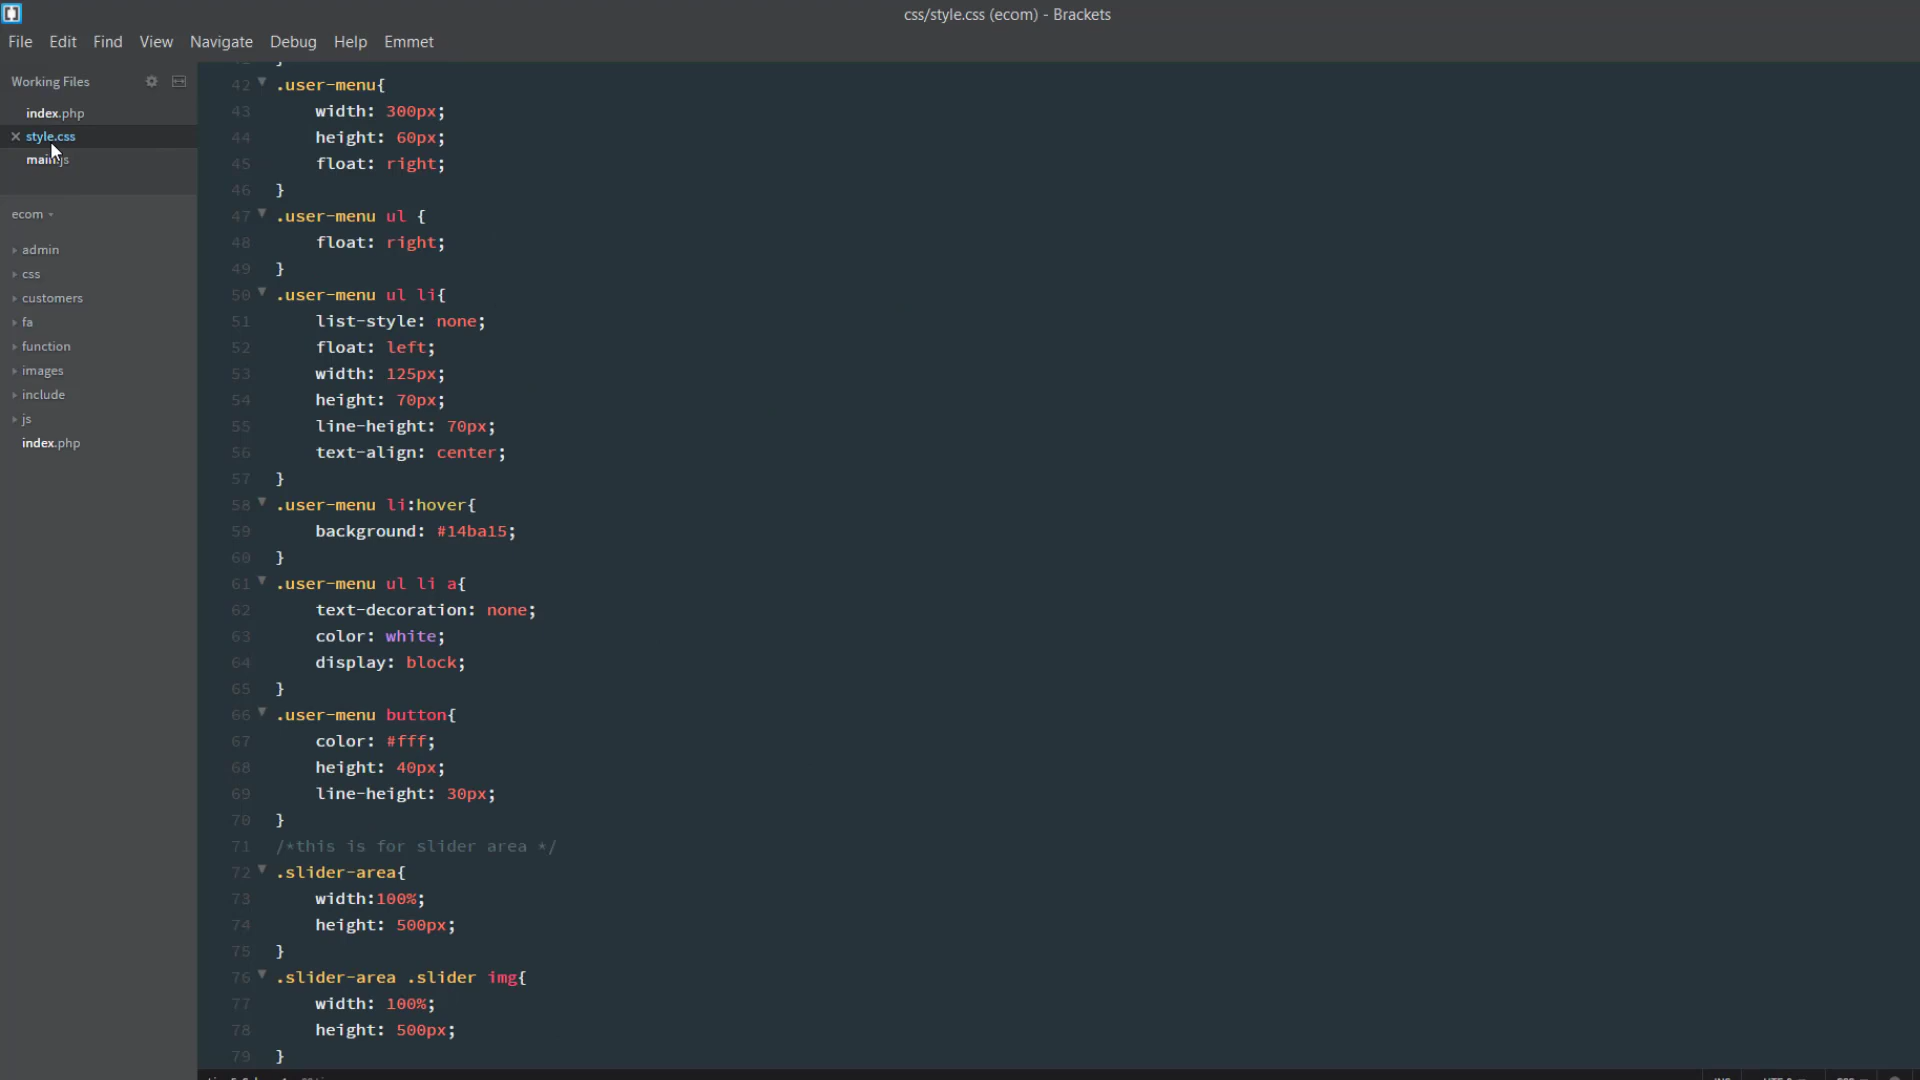 css/style.css (ecom) - Brackets
File Edit Find View Navigate Debug Help Emmet
Working Files
index.php
style.css
main.js
ecom
admin
css
customers
fa
function
images
include
js
index.php
42 .user-menu{
43 width: 300px;
44 height: 60px;
45 float: right;
46 }
47 .user-menu ul {
48 float: right;
49 }
50 .user-menu ul li{
51 list-style: none;
52 float: left;
53 width: 125px;
54 height: 70px;
55 line-height: 70px;
56 text-align: center;
57 }
58 .user-menu li:hover{
59 background: #14ba15;
60 }
61 .user-menu ul li a{
62 text-decoration: none;
63 color: white;
64 display: block;
65 }
66 .user-menu button{
67 color: #fff;
68 height: 40px;
69 line-height: 30px;
70 }
71 /*this is for slider area */
72 .slider-area{
73 width:100%;
74 height: 500px;
75 }
76 .slider-area .slider img{
77 width: 100%;
78 height: 500px;
79 }